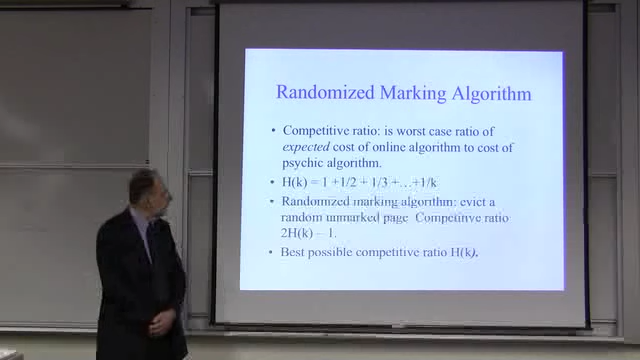 Randomized Marking Algorithm
• Competitive ratio: is worst case ratio of
expected cost of online algorithm to cost of
psychic algorithm.
• H(k) = 1 +1/2 + 1/3 +…+1/k
• Randomized marking algorithm: evict a
random unmarked page Competitive ratio
2H(k) – 1.
• Best possible competitive ratio H(k).